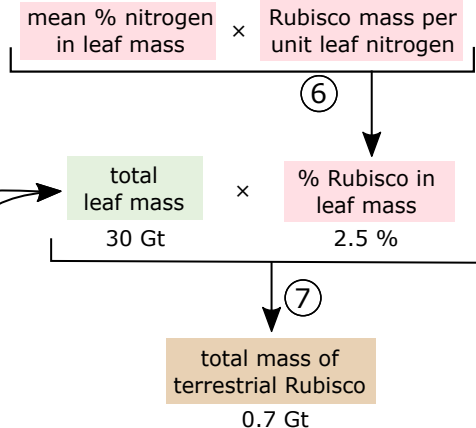 mean % nitrogen
in leaf mass
×
Rubisco mass per
unit leaf nitrogen
6
total
leaf mass
30 Gt
×
% Rubisco in
leaf mass
2.5 %
7
total mass of
terrestrial Rubisco
0.7 Gt